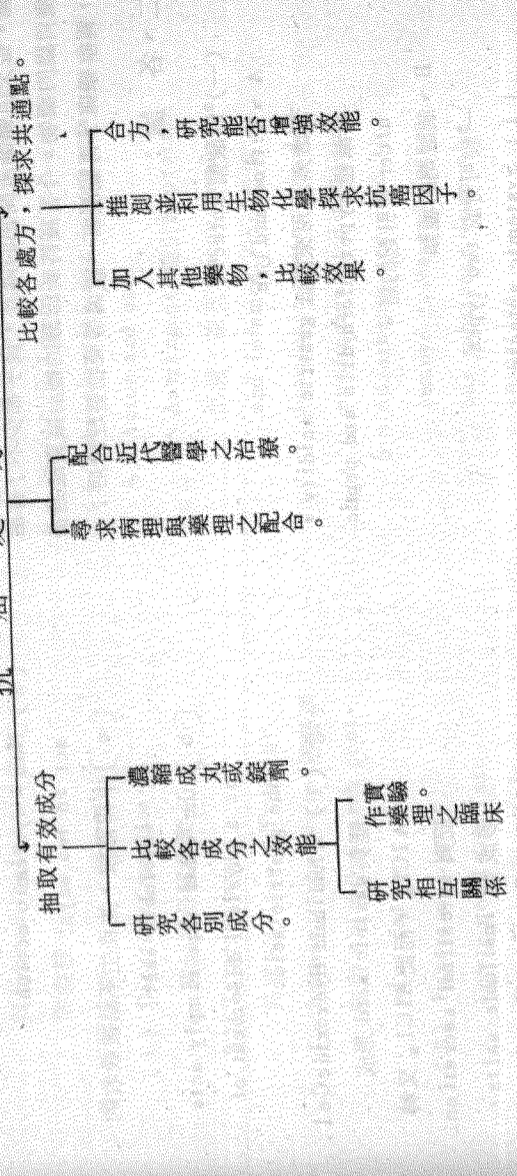 抽取有效成分
研究各別成分。
比較各成分之效能
濃縮成丸或錠劑。
研究相互關係
作藥理之臨床
實驗。
尋求病理與藥理之配合。
配合近代醫學之治療。
比較各處方，探求共通點。
加入其他藥物，比較效果。
推測並利用生物化學探求抗癌因子。
合方，研究能否增強效能。